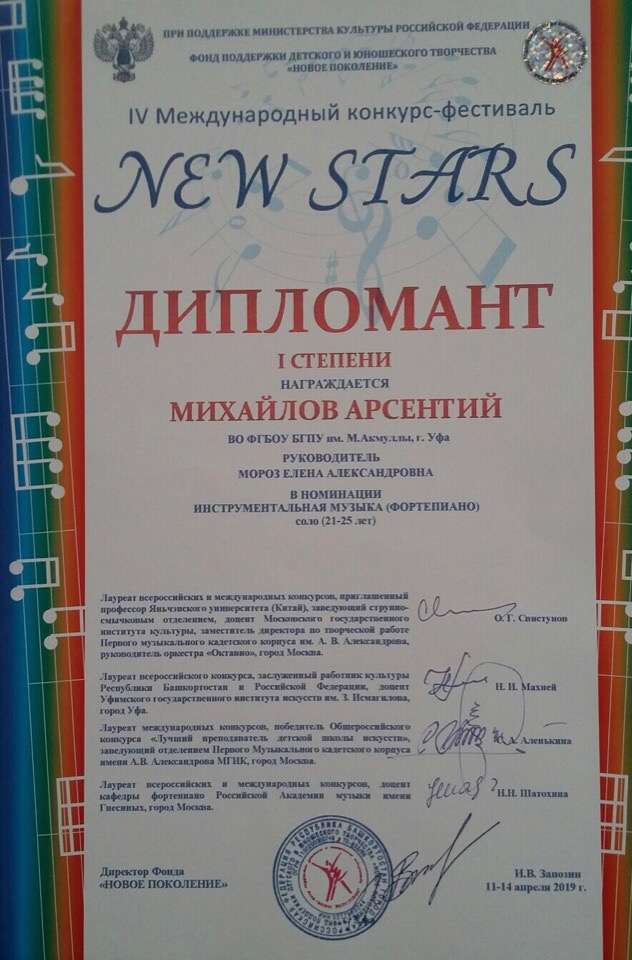 ПРИ ПОДДЕРЖКЕ МИНИСТЕРСТВА КУЛЬТУРЫ РОССИЙСКОЙ ФЕДЕРАЦИИ
ФОНД ПОДДЕРЖКИ ДЕТСКОГО И ЮНОШЕСКОГО ТВОРЧЕСТВА
«НОВОЕ ПОКОЛЕНИЕ»
IV Международный конкурс-фестиваль
NEW STARS
ДИПЛОМАНТ
I СТЕПЕНИ
НАГРАЖДАЕТСЯ
МИХАЙЛОВ АРСЕНТИЙ
ВО ФГБОУ БГПУ им. М.Акмуллы, г. Уфа
РУКОВОДИТЕЛЬ
МОРОЗ ЕЛЕНА АЛЕКСАНДРОВНА
В НОМИНАЦИИ
ИНСТРУМЕНТАЛЬНАЯ МУЗЫКА (ФОРТЕПИАНО)
соло (21-25 лет)
Лауреат всероссийских и международных конкурсов, приглашенный
профессор Яньчэнского университета (Китай), заведующий струнно-
смычковым отделением, доцент Московского государственного
института культуры, заместитель директора по творческой работе
Первого музыкального кадетского корпуса им. А. В. Александрова,
руководитель оркестра «Октавио», город Москва.
О. Г. Свистунов
Лауреат всероссийского конкурса, заслуженный работник культуры
Республики Башкортостан и Российской Федерации, доцент
Уфимского государственного института искусств им. З. Исмагилова,
город Уфа.
Н. И. Махней
Лауреат международных конкурсов, победитель Общероссийского
конкурса «Лучший преподаватель детской школы искусств»,
заведующий отделением Первого Музыкального кадетского корпуса
имени А.В. Александрова МГИК, город Москва.
А. Аленькина
Лауреат всероссийских и международных конкурсов, доцент
кафедры фортепиано Российской Академии музыки имени
Гнесиных, город Москва.
Н.Н. Шатохина
Директор Фонда
«НОВОЕ ПОКОЛЕНИЕ»
И.В. Занозин
11-14 апреля 2019 г.